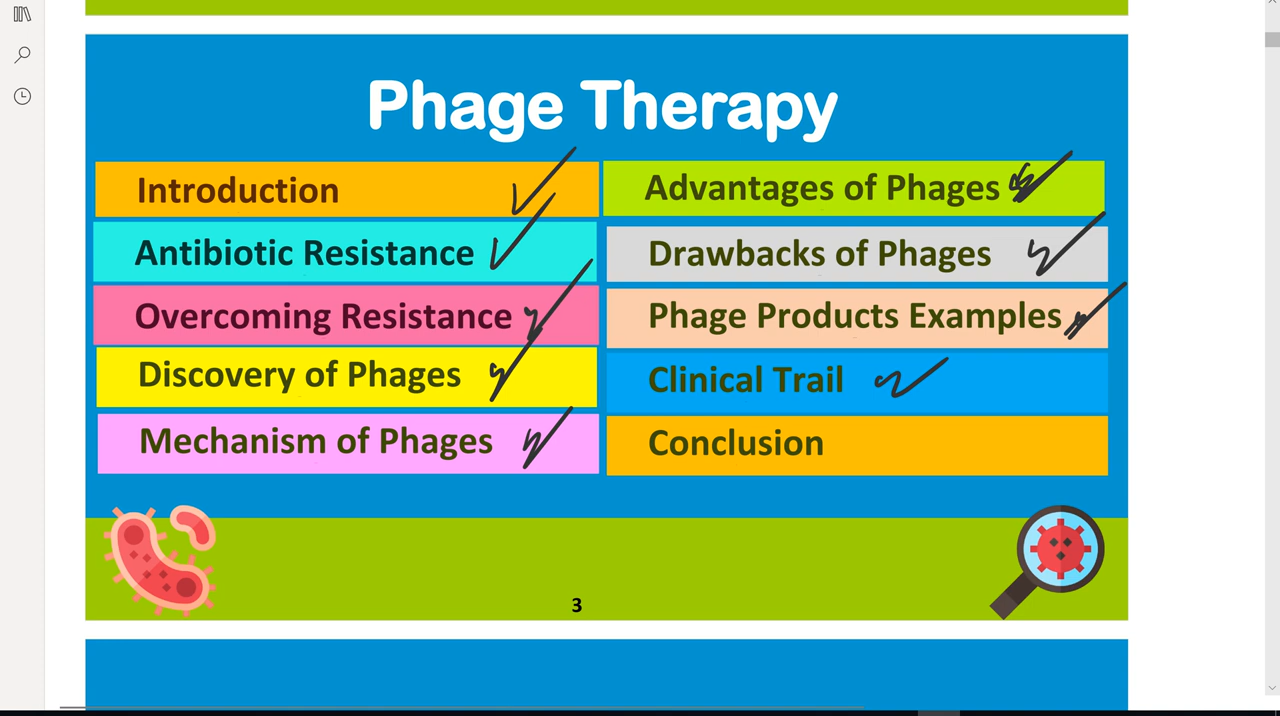 Phage Therapy
Introduction
Antibiotic Resistance
Overcoming Resistance
Discovery of Phages
Mechanism of Phages
Advantages of Phages
Drawbacks of Phages
Phage Products Examples
Clinical Trail
Conclusion
3